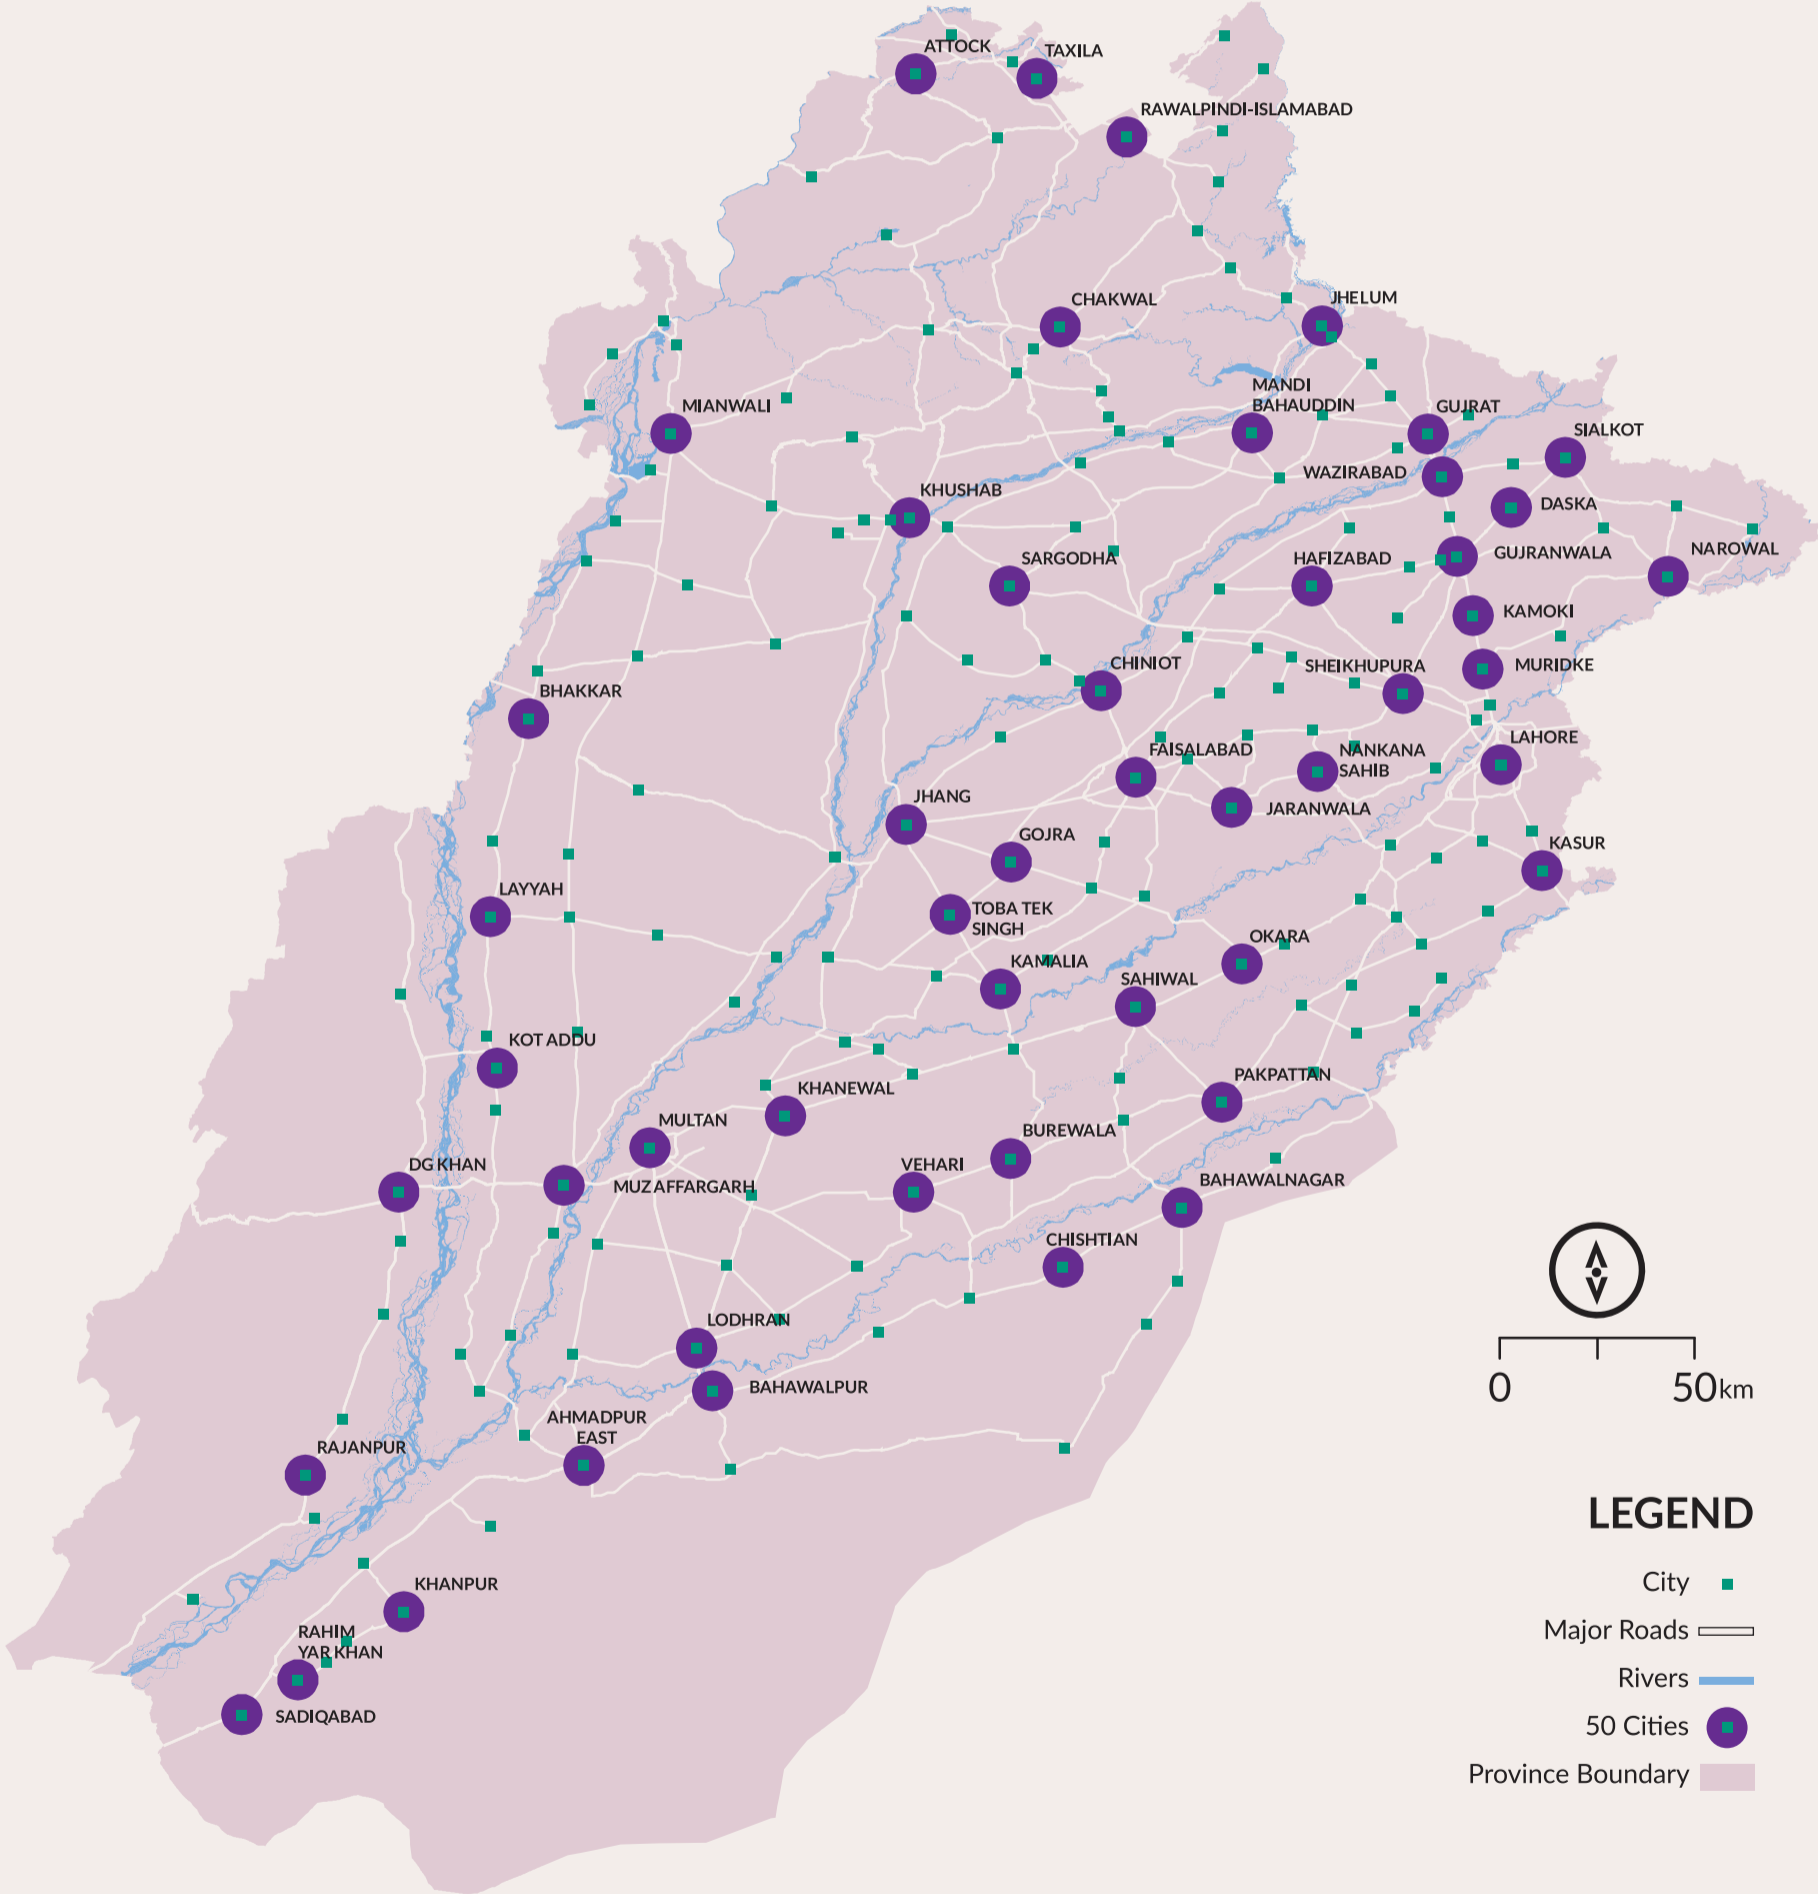 ATTOCK
TAXILA
RAWALPINDI-ISLAMABAD
CHAKWAL
JHELUM
MIANWALI
MANDI
BAHAUDDIN
GUJRAT
SIALKOT
WAZIRABAD
KHUSHAB
DASKA
SARGODHA
HAFIZABAD
GUJRANWALA
NAROWAL
KAMOKI
CHINIOT
SHEIKHUPURA
MURIDKE
BHAKKAR
LAHORE
FAISALABAD
NANKANA
SAHIB
JHANG
JARANWALA
GOJRA
KASUR
LAYYAH
TOBA TEK
SINGH
OKARA
KAMALIA
SAHIWAL
KOT ADDU
PAKPATTAN
KHANEWAL
MULTAN
BUREWALA
DG KHAN
VEHARI
BAHAWALNAGAR
MUZAFFARGARH
CHISHTIAN
LODHRAN
BAHAWALPUR
AHMADPUR
EAST
RAJANPUR
KHANPUR
RAHIM
YAR KHAN
SADIQABAD
0 50km
LEGEND
City
Major Roads
Rivers
50 Cities
Province Boundary